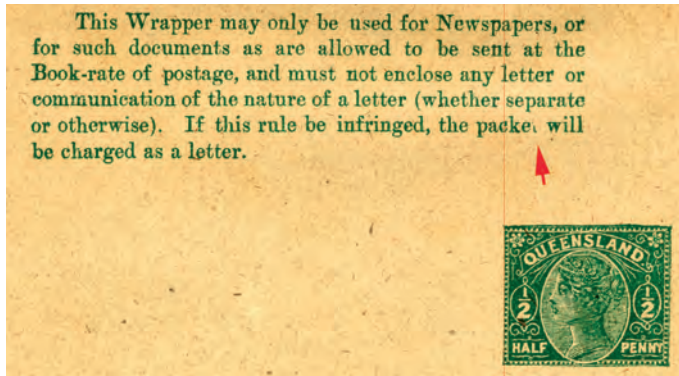 This Wrapper may only be used for Newspapers, or
for such documents as are allowed to be sent at the
Book-rate of postage, and must not enclose any letter or
communication of the nature of a letter (whether separate
or otherwise). If this rule be infringed, the packet will
be charged as a letter.
QUEENSLAND
1/2 1/2
HALF PENNY